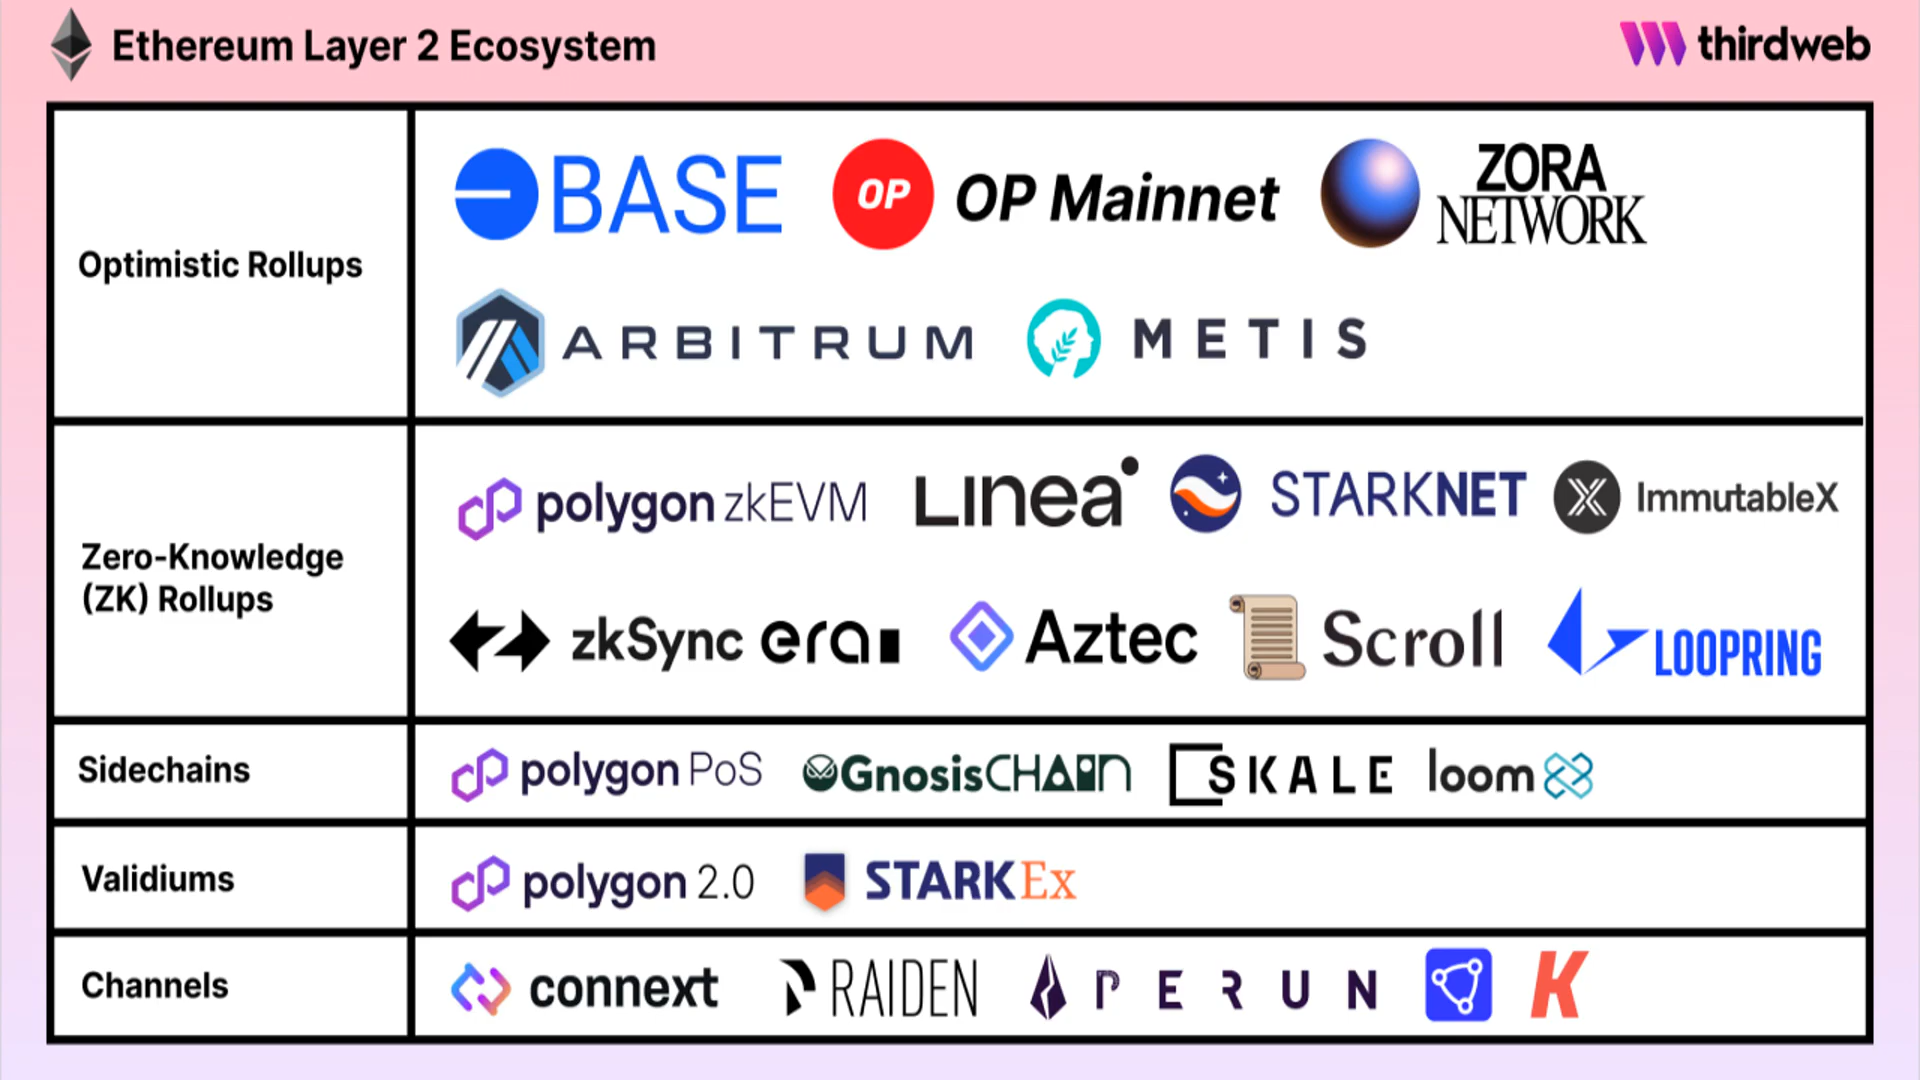 Ethereum Layer 2 Ecosystem
thirdweb
Optimistic Rollups
BASE
OP
OP Mainnet
ZORA
NETWORK
ARBITRUM
METIS
Zero-Knowledge
(ZK) Rollups
polygon zkEVM
Linea
STARKNET
ImmutableX
zkSync era
Aztec
Scroll
LOOPRING
Sidechains
polygon PoS
GnosisCHAIN
SKALE
loom
Validiums
polygon 2.0
STARKEx
Channels
connext
RAIDEN
PERUN
K